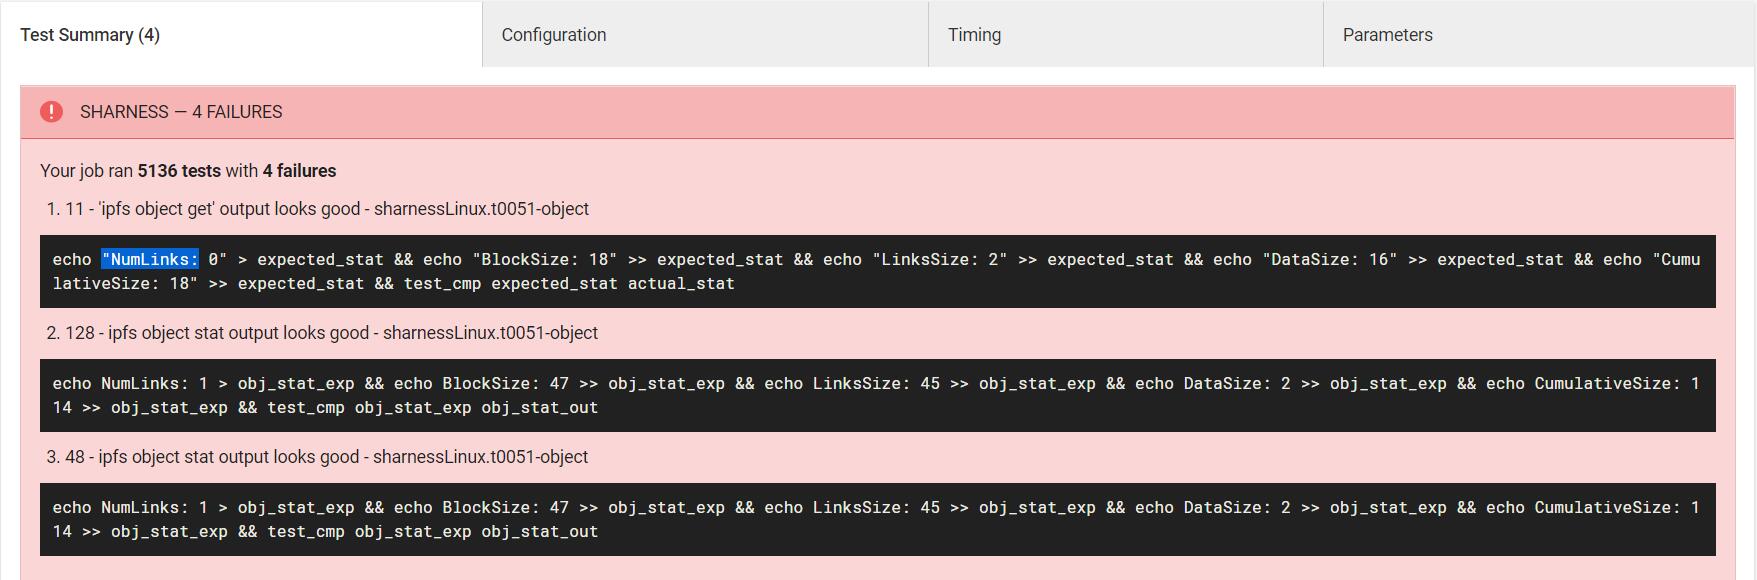 Test Summary (4)
Configuration
Timing
Parameters
SHARNESS — 4 FAILURES
Your job ran 5136 tests with 4 failures
1. 11 - 'ipfs object get' output looks good - sharnessLinux.t0051-object
echo "NumLinks: 0" > expected_stat && echo "BlockSize: 18" >> expected_stat && echo "LinksSize: 2" >> expected_stat && echo "DataSize: 16" >> expected_stat && echo "Cumu
lativeSize: 18" >> expected_stat && test_cmp expected_stat actual_stat
2. 128 - ipfs object stat output looks good - sharnessLinux.t0051-object
echo NumLinks: 1 > obj_stat_exp && echo BlockSize: 47 >> obj_stat_exp && echo LinksSize: 45 >> obj_stat_exp && echo DataSize: 2 >> obj_stat_exp && echo CumulativeSize: 1
14 >> obj_stat_exp && test_cmp obj_stat_exp obj_stat_out
3. 48 - ipfs object stat output looks good - sharnessLinux.t0051-object
echo NumLinks: 1 > obj_stat_exp && echo BlockSize: 47 >> obj_stat_exp && echo LinksSize: 45 >> obj_stat_exp && echo DataSize: 2 >> obj_stat_exp && echo CumulativeSize: 1
14 >> obj_stat_exp && test_cmp obj_stat_exp obj_stat_out